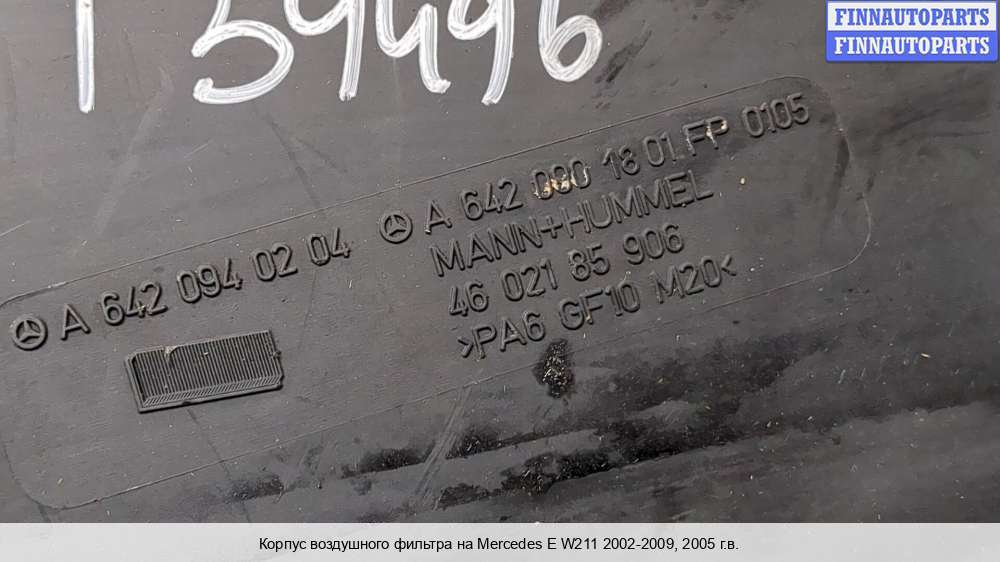 FINNAUTOPARTS
FINNAUTOPARTS
59496
A 642 090 18 01 FP 0105
MANN+HUMMEL
46 021 85 906
>PA6 GF10 M20<
A 642 094 02 04
Корпус воздушного фильтра на Mercedes E W211 2002-2009, 2005 г.в.